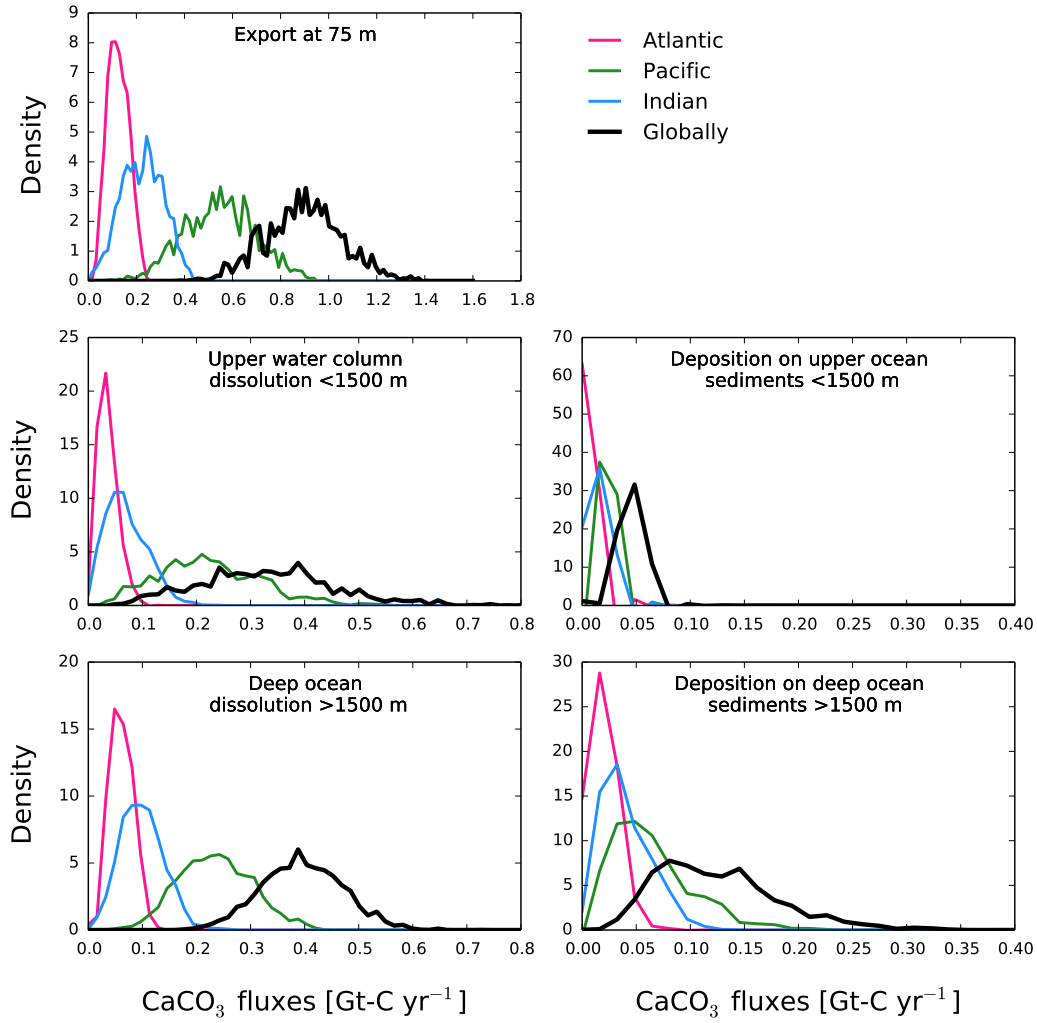 Export at 75 m
Density
9
8
7
6
5
4
3
2
1
0
0.0 0.2 0.4 0.6 0.8 1.0 1.2 1.4 1.6 1.8
Atlantic
Pacific
Indian
Globally
Upper water column
dissolution <1500 m
Density
25
20
15
10
5
0
0.0 0.1 0.2 0.3 0.4 0.5 0.6 0.7 0.8
Deposition on upper ocean
sediments <1500 m
70
60
50
40
30
20
10
0
0.00 0.05 0.10 0.15 0.20 0.25 0.30 0.35 0.40
Deep ocean
dissolution >1500 m
Density
20
15
10
5
0
0.0 0.1 0.2 0.3 0.4 0.5 0.6 0.7 0.8
CaCO₃ fluxes [Gt-C yr⁻¹]
Deposition on deep ocean
sediments >1500 m
30
25
20
15
10
5
0
0.00 0.05 0.10 0.15 0.20 0.25 0.30 0.35 0.40
CaCO₃ fluxes [Gt-C yr⁻¹]